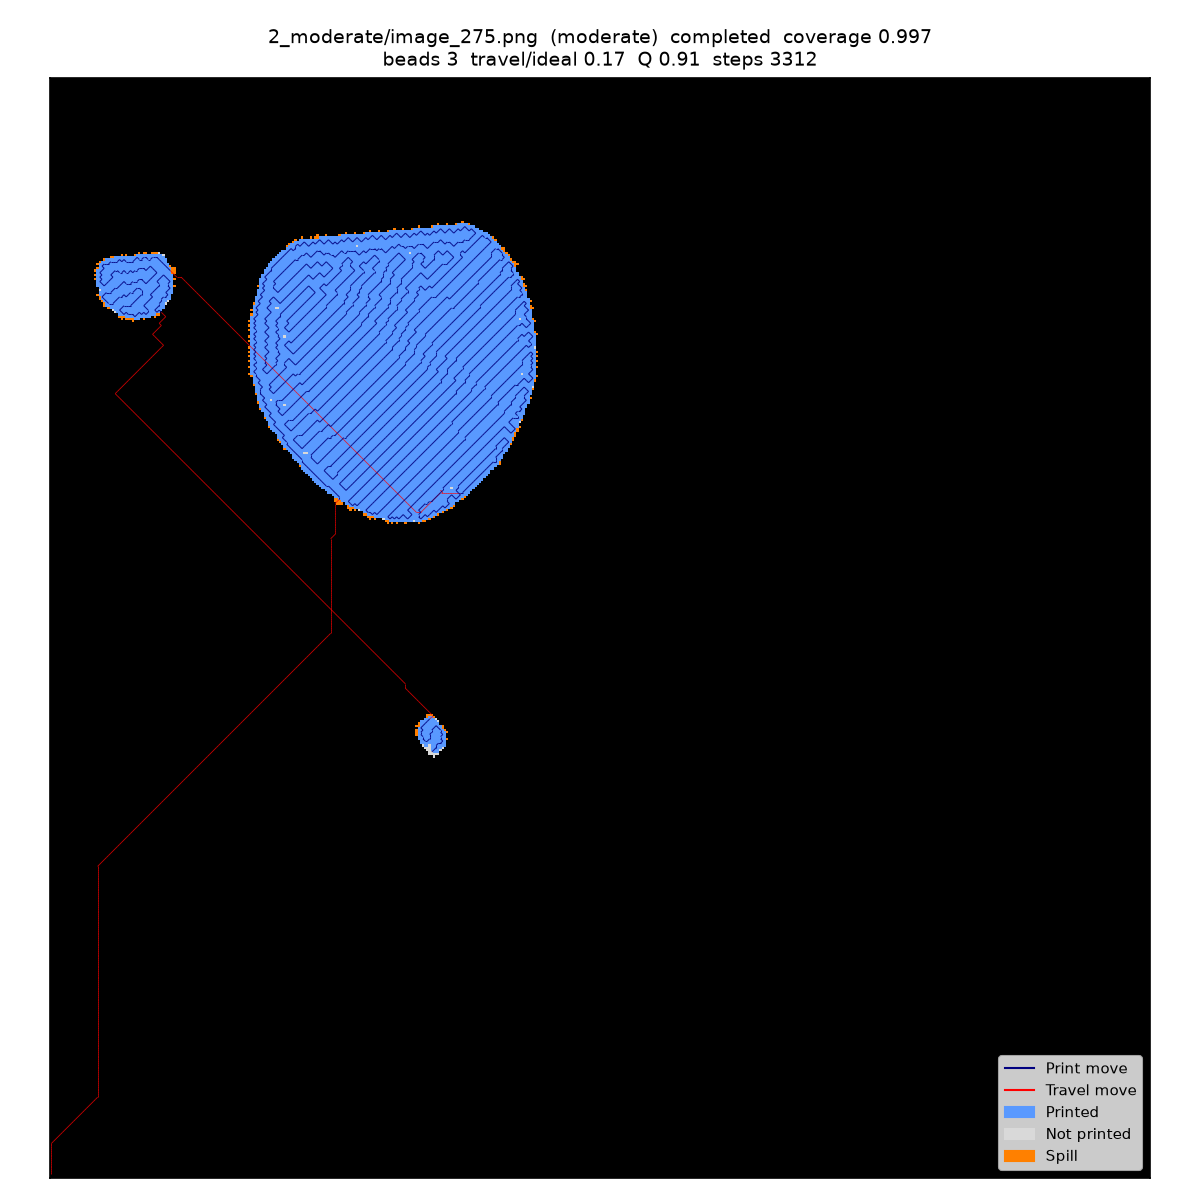 2_moderate/image_275.png  (moderate)  completed  coverage 0.997
beads 3  travel/ideal 0.17  Q 0.91  steps 3312
Print move
Travel move
Printed
Not printed
Spill